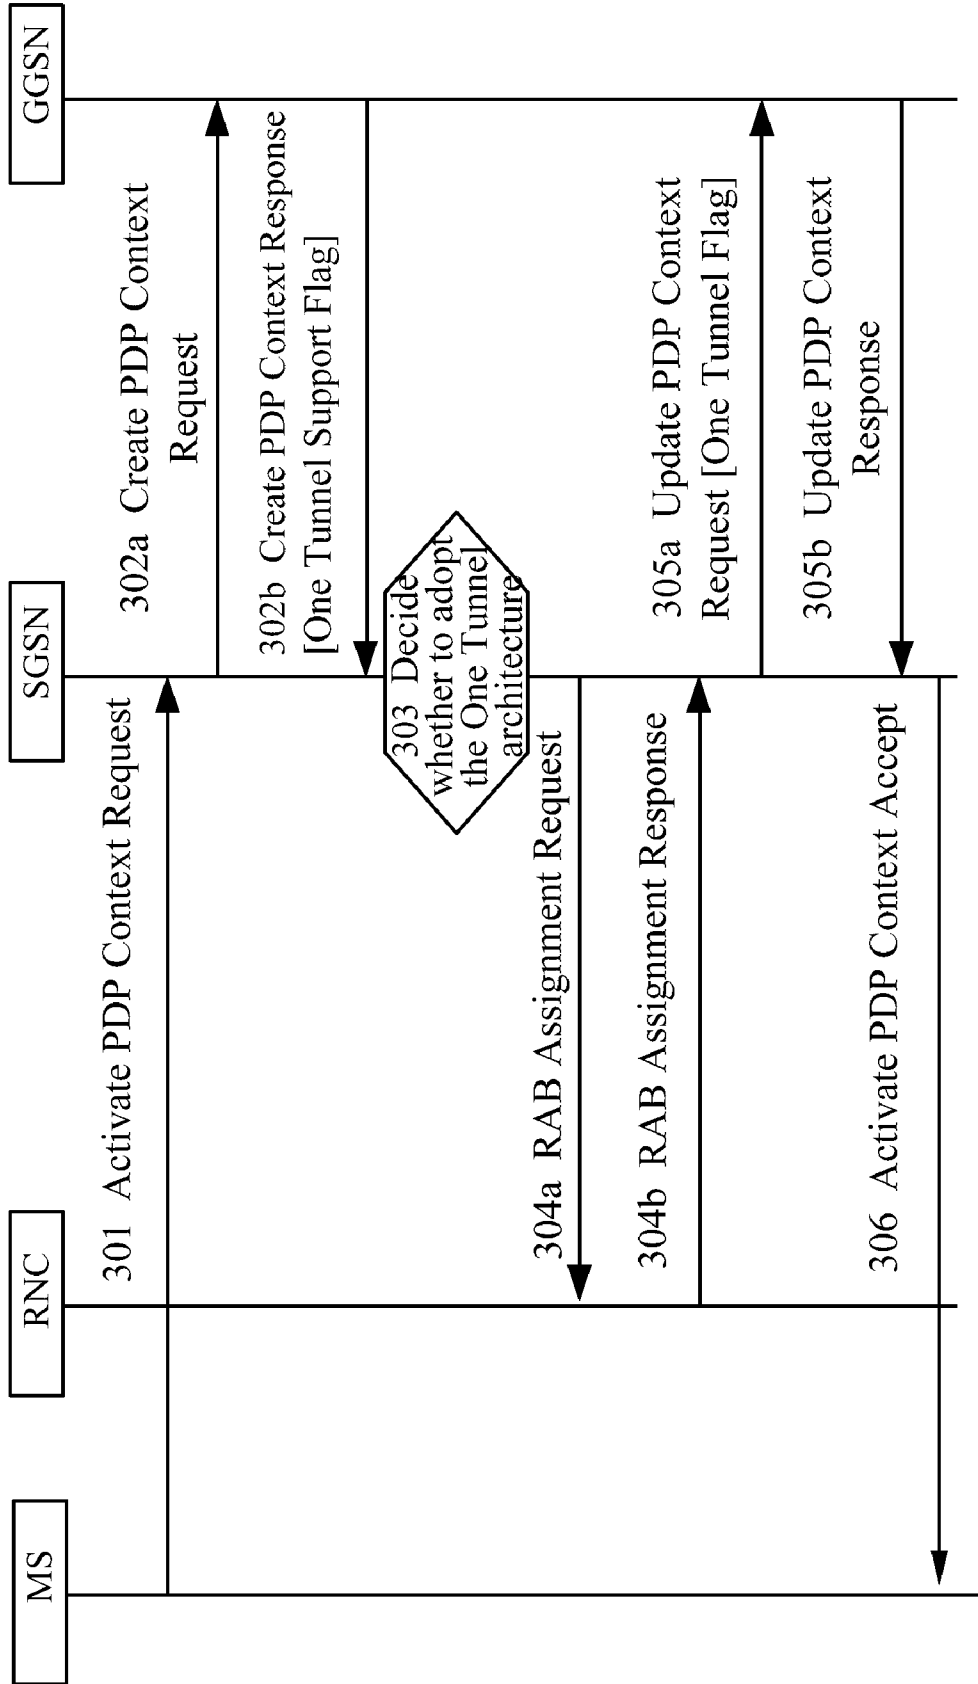 MS
RNC
SGSN
GGSN
301 Activate PDP Context Request
302a Create PDP Context
Request
302b Create PDP Context Response
[One Tunnel Support Flag]
303 Decide
whether to adopt
the One Tunnel
architecture
304a RAB Assignment Request
304b RAB Assignment Response
305a Update PDP Context
Request [One Tunnel Flag]
305b Update PDP Context
Response
306 Activate PDP Context Accept